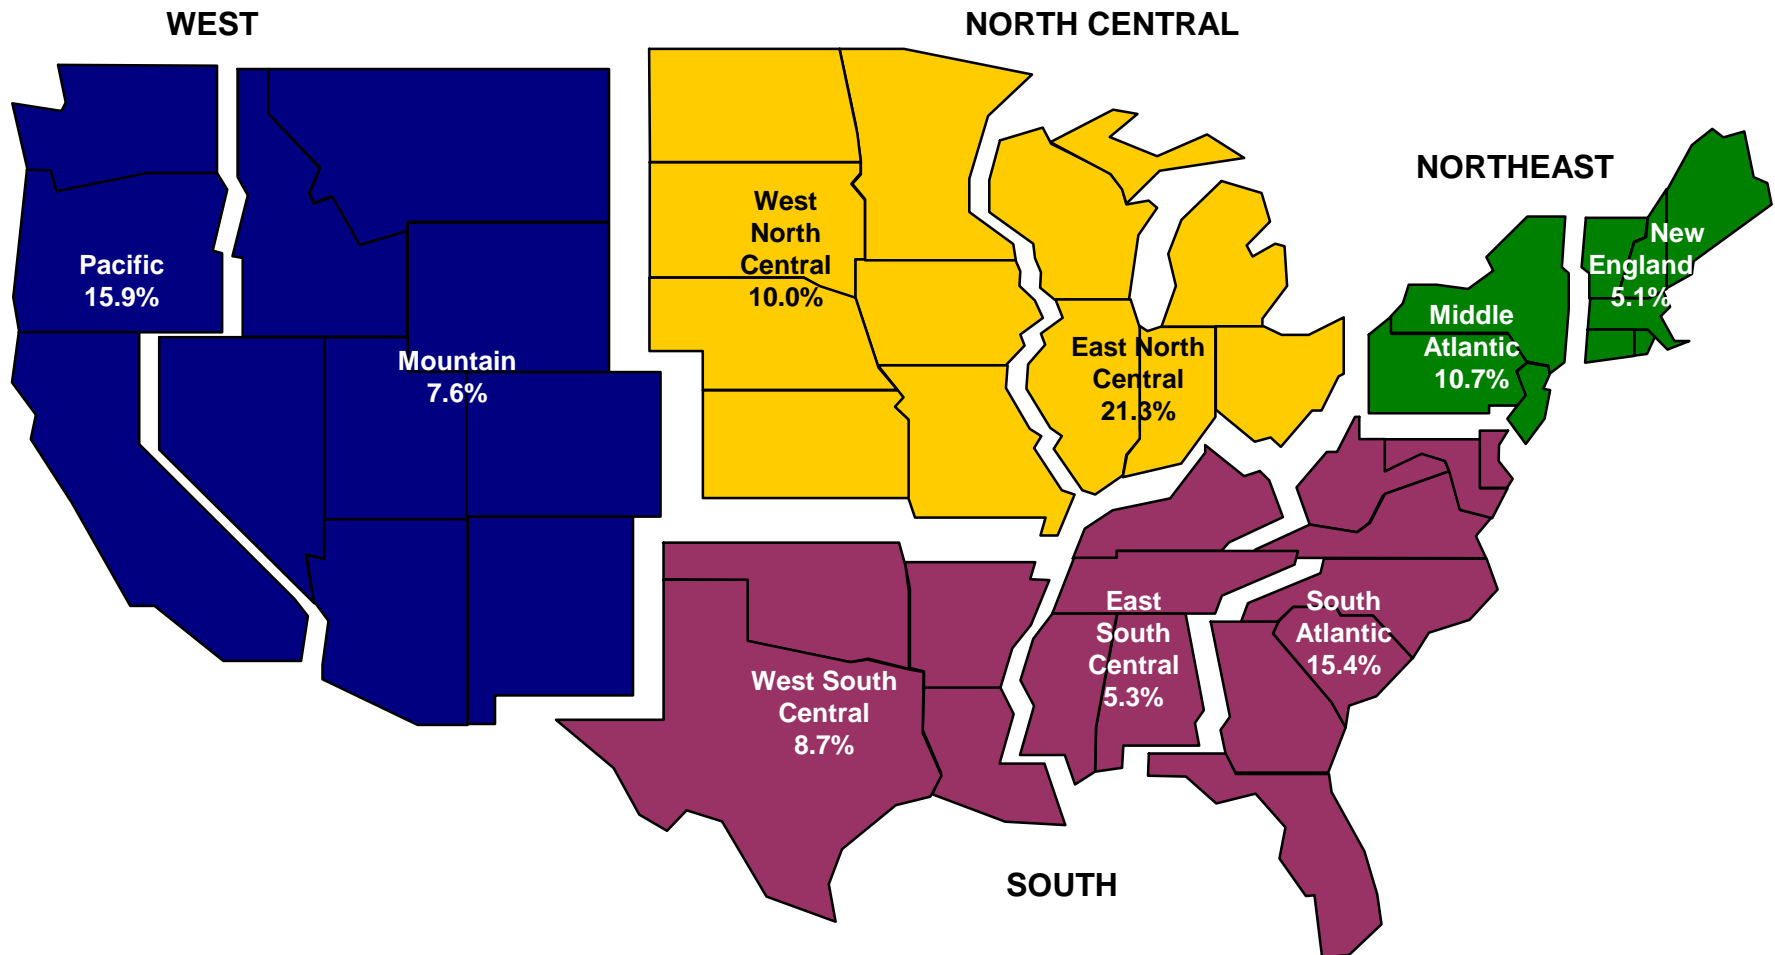 WEST
NORTH CENTRAL
NORTHEAST
Pacific
15.9%
Mountain
7.6%
West
North
Central
10.0%
East North
Central
21.3%
Middle
Atlantic
10.7%
New
England
5.1%
West South
Central
8.7%
East
South
Central
5.3%
South
Atlantic
15.4%
SOUTH